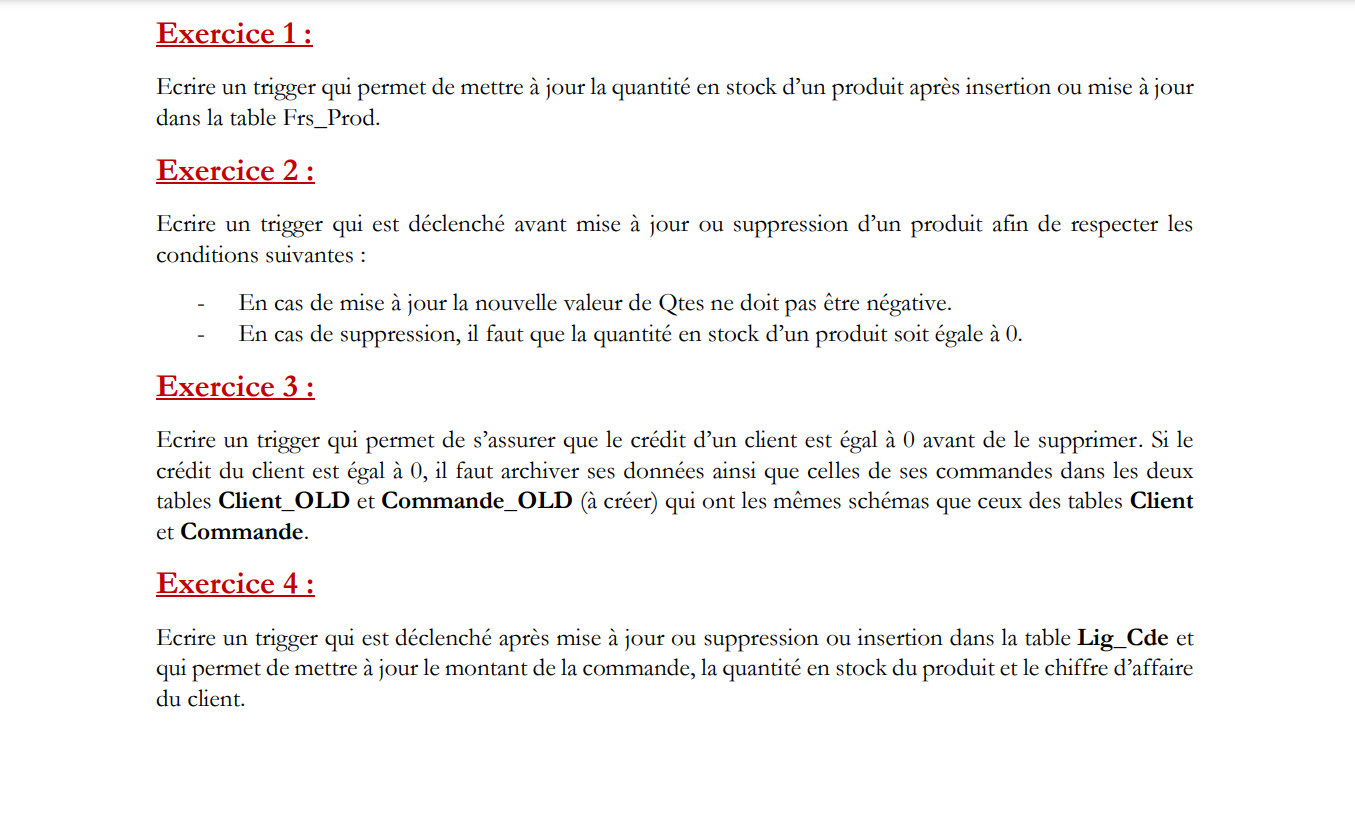 Exercice 1 :
Ecrire un trigger qui permet de mettre à jour la quantité en stock d’un produit après insertion ou mise à jour
dans la table Frs_Prod.
Exercice 2 :
Ecrire un trigger qui est déclenché avant mise à jour ou suppression d’un produit afin de respecter les
conditions suivantes :
- En cas de mise à jour la nouvelle valeur de Qtes ne doit pas être négative.
- En cas de suppression, il faut que la quantité en stock d’un produit soit égale à 0.
Exercice 3 :
Ecrire un trigger qui permet de s’assurer que le crédit d’un client est égal à 0 avant de le supprimer. Si le
crédit du client est égal à 0, il faut archiver ses données ainsi que celles de ses commandes dans les deux
tables Client_OLD et Commande_OLD (à créer) qui ont les mêmes schémas que ceux des tables Client
et Commande.
Exercice 4 :
Ecrire un trigger qui est déclenché après mise à jour ou suppression ou insertion dans la table Lig_Cde et
qui permet de mettre à jour le montant de la commande, la quantité en stock du produit et le chiffre d’affaire
du client.